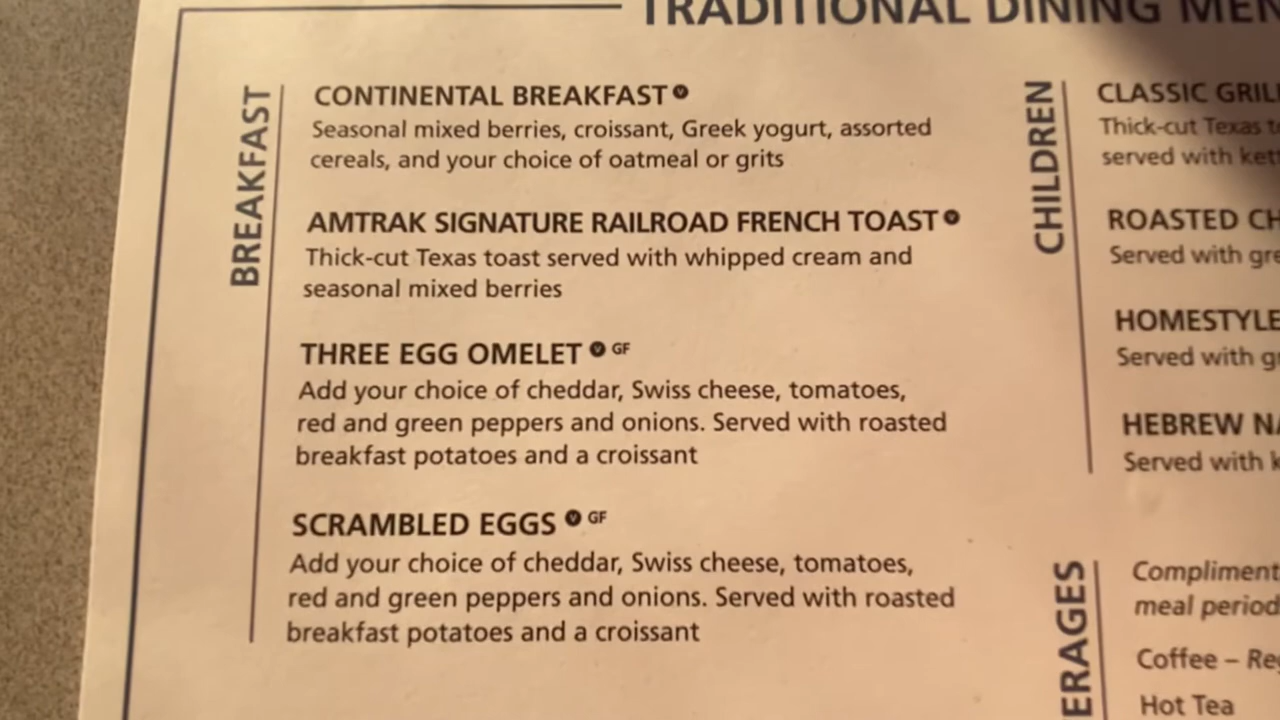 TRADITIONAL DINING
BREAKFAST
CONTINENTAL BREAKFAST V
Seasonal mixed berries, croissant, Greek yogurt, assorted
cereals, and your choice of oatmeal or grits
AMTRAK SIGNATURE RAILROAD FRENCH TOAST V
Thick-cut Texas toast served with whipped cream and
seasonal mixed berries
THREE EGG OMELET V GF
Add your choice of cheddar, Swiss cheese, tomatoes,
red and green peppers and onions. Served with roasted
breakfast potatoes and a croissant
SCRAMBLED EGGS V GF
Add your choice of cheddar, Swiss cheese, tomatoes,
red and green peppers and onions. Served with roasted
breakfast potatoes and a croissant
CHILDREN
CLASSIC
Thick-cut Texas
served with
ROASTED
Served with
HOMESTYLE
Served with
HEBREW
Served with
meal
Coffee –
Hot Tea